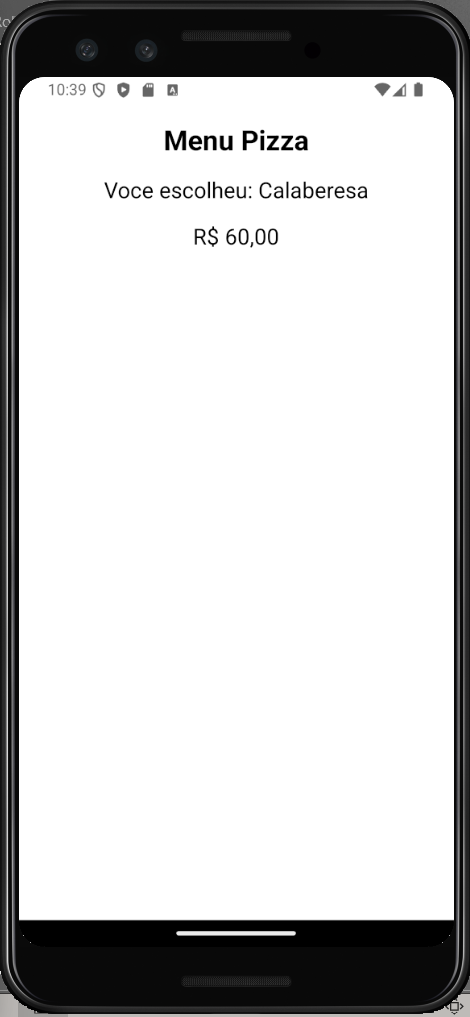 10:39
Menu Pizza
Voce escolheu: Calaberesa
R$ 60,00